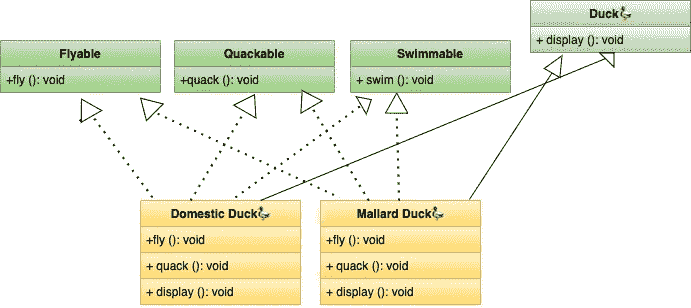 Duck🦆
+ display (): void
Flyable
+fly (): void
Quackable
+quack (): void
Swimmable
+ swim (): void
Domestic Duck🦆
+fly (): void
+ quack (): void
+ display (): void
Mallard Duck🦆
+fly (): void
+ quack (): void
+ display (): void